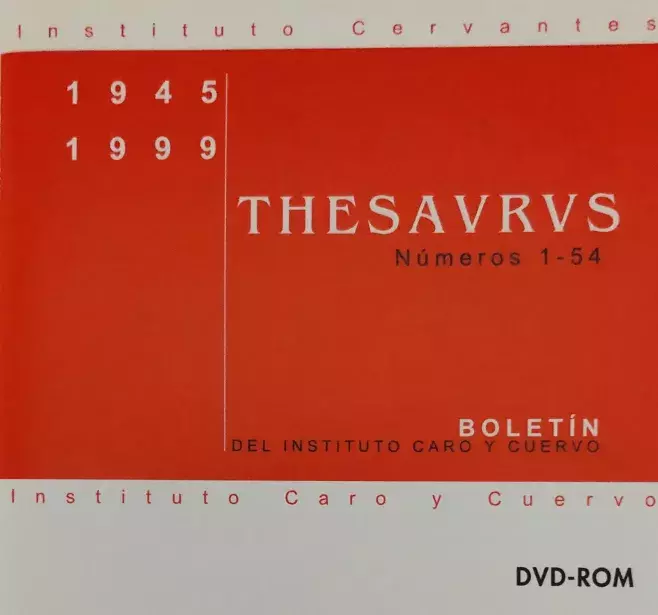 Instituto Cervantes
1945
1999
THESAVRVS
Números 1-54
BOLETÍN
DEL INSTITUTO CARO Y CUERVO
Instituto Caro y Cuervo
DVD-ROM